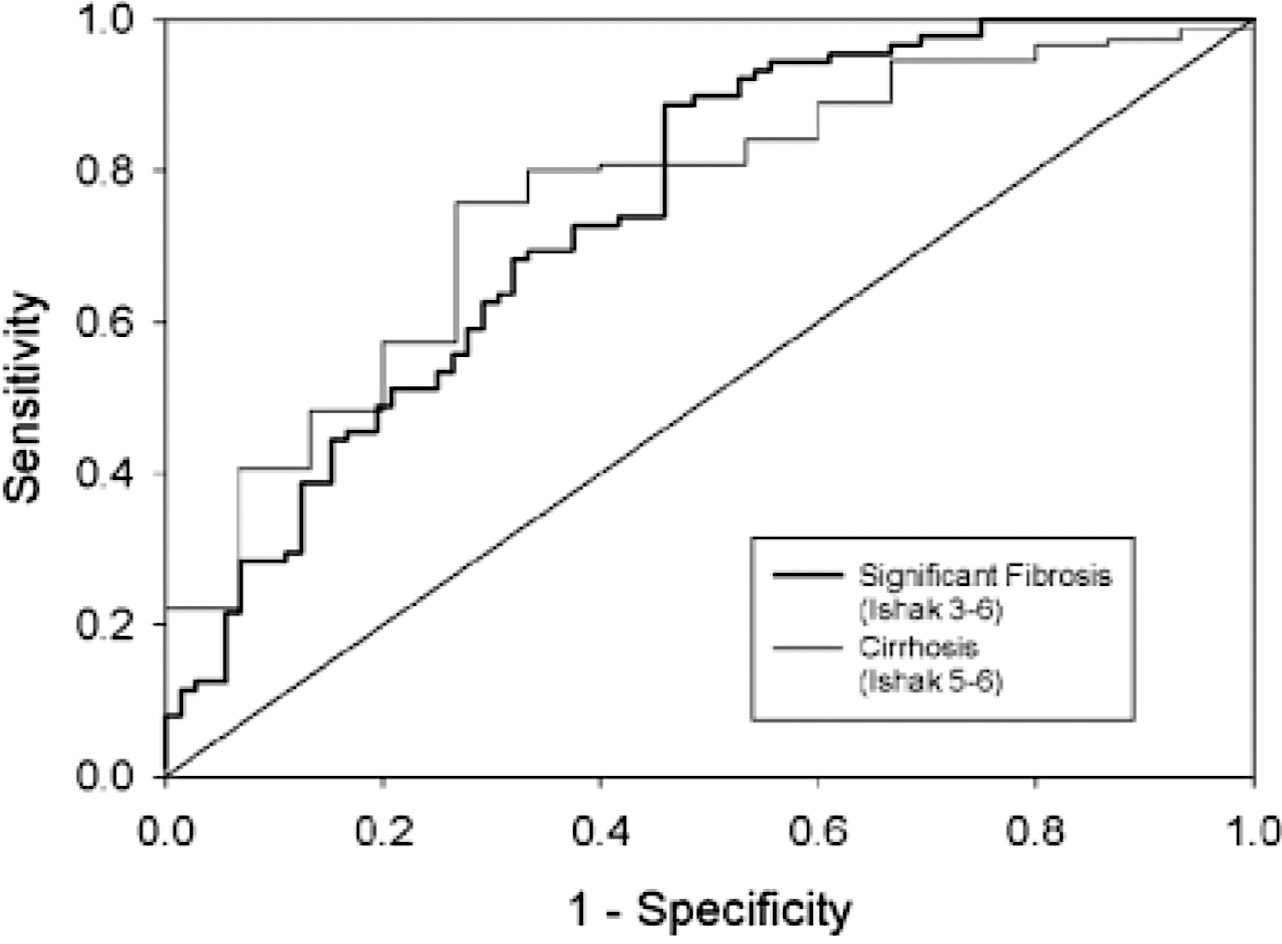 1.0
0.8
0.6
0.4
0.2
0.0
Sensitivity
Significant Fibrosis
(Ishak 3-6)
Cirrhosis
(Ishak 5-6)
0.0 0.2 0.4 0.6 0.8 1.0
1 - Specificity